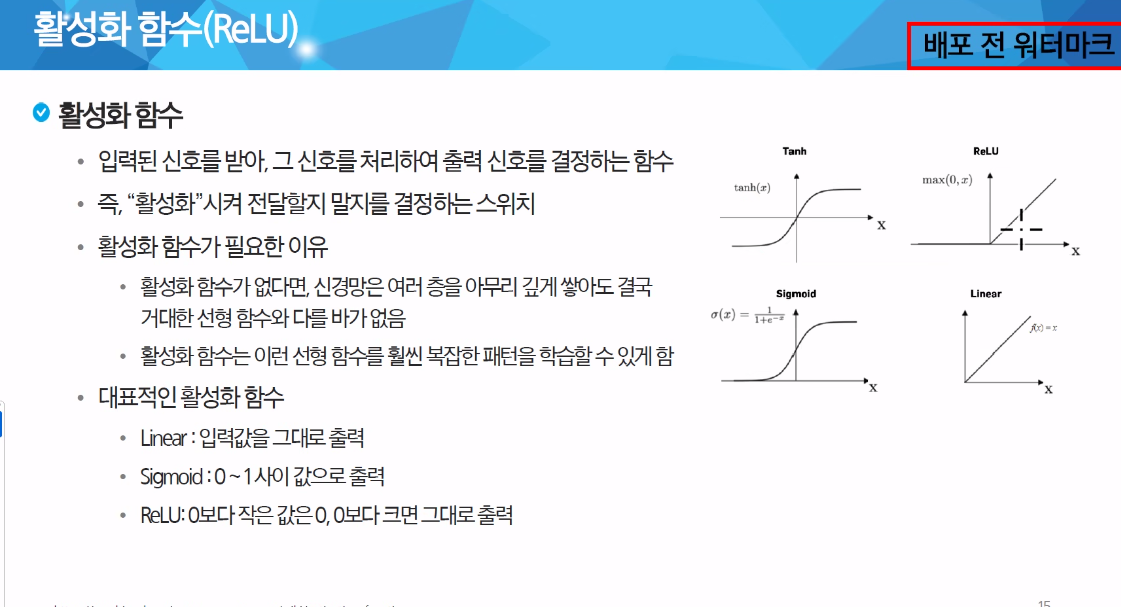 활성화 함수(ReLU)
배포 전 워터마크
활성화 함수
입력된 신호를 받아, 그 신호를 처리하여 출력 신호를 결정하는 함수
즉, “활성화”시켜 전달할지 말지를 결정하는 스위치
활성화 함수가 필요한 이유
활성화 함수가 없다면, 신경망은 여러 층을 아무리 깊게 쌓아도 결국
거대한 선형 함수와 다를 바가 없음
활성화 함수는 이런 선형 함수를 훨씬 복잡한 패턴을 학습할 수 있게 함
대표적인 활성화 함수
Linear : 입력값을 그대로 출력
Sigmoid : 0 ~ 1 사이 값으로 출력
ReLU: 0보다 작은 값은 0, 0보다 크면 그대로 출력
Tanh
tanh(x)
X
ReLU
max(0, x)
X
Sigmoid
σ(x) = 1/(1+e^{-x})
X
Linear
f(x) = x
X
15